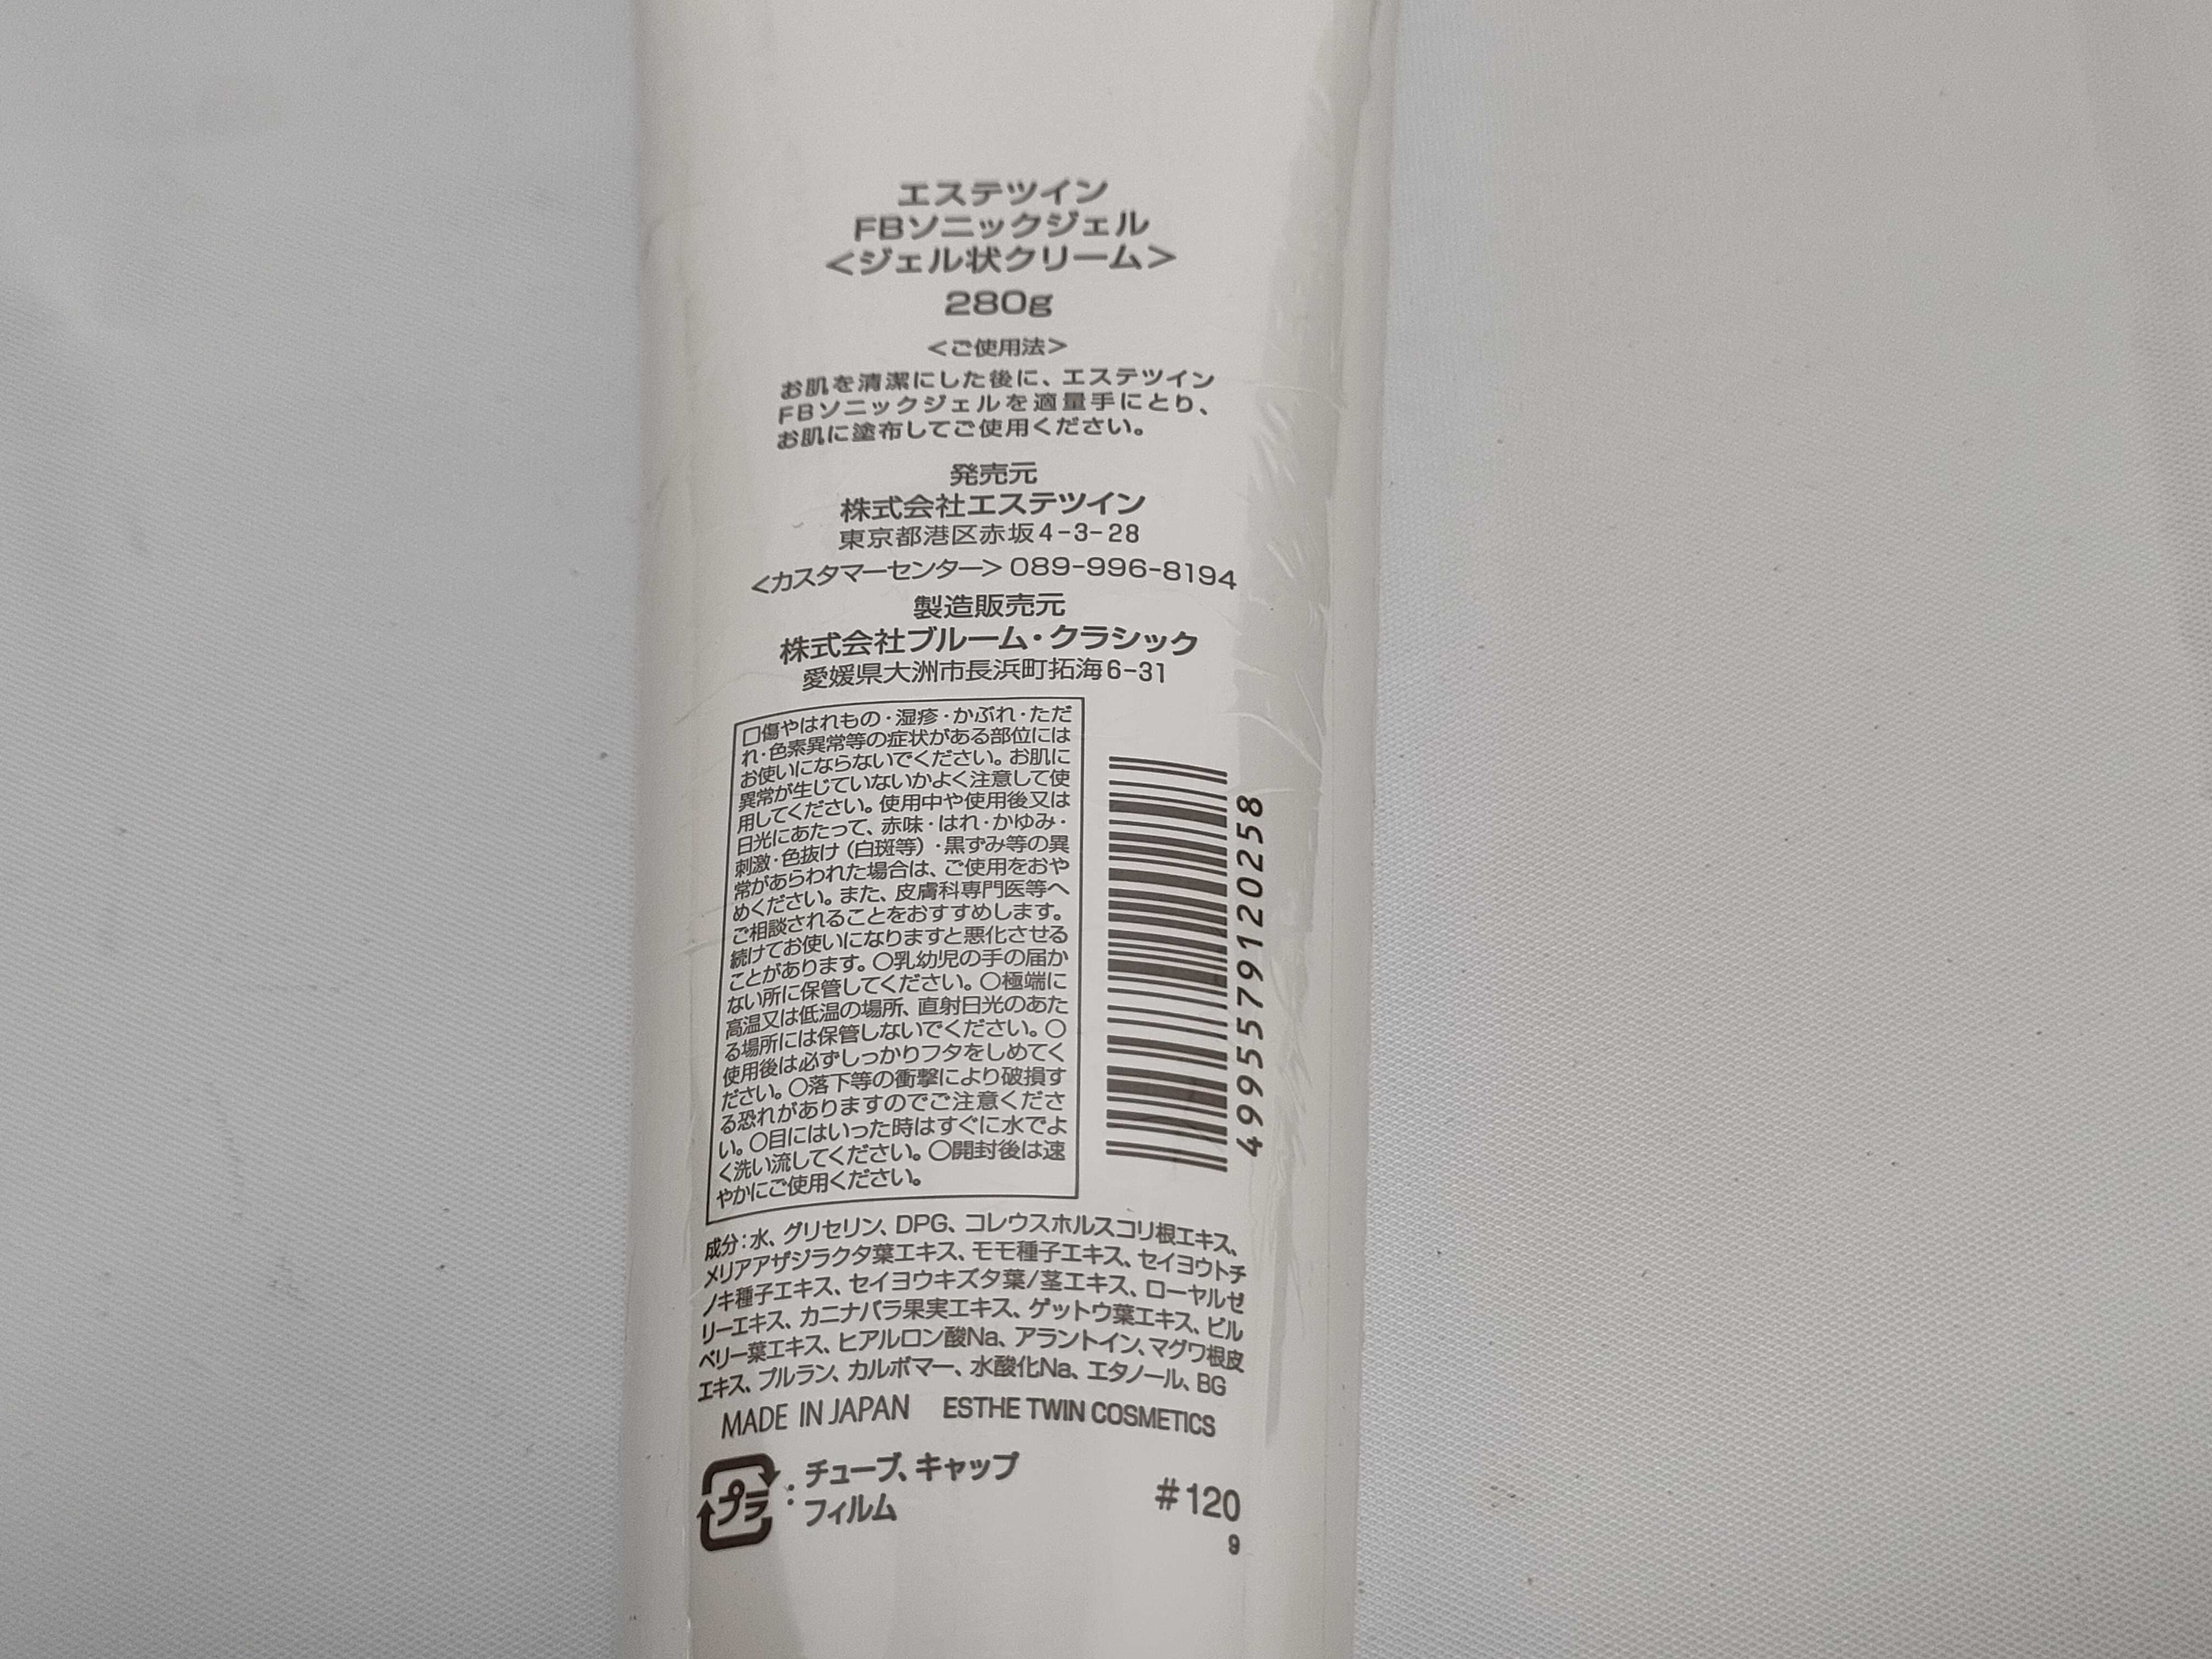 エステツイン
FBソニックジェル
＜ジェル状クリーム＞
280g
＜ご使用法＞
お肌を清潔にした後に、エステツイン
FBソニックジェルを適量手にとり、
お肌に塗布してご使用ください。
発売元
株式会社エステツイン
東京都港区赤坂4-3-28
＜カスタマーセンター＞089-996-8194
製造販売元
株式会社ブルーム・クラシック
愛媛県大洲市長浜町拓海6-31
□傷やはれもの・湿疹・かぶれ・ただ
れ・色素異常等の症状がある部位には
お使いにならないでください。お肌に
異常が生じていないかよく注意して使
用してください。使用中や使用後又は
日光にあたって、赤味・はれ・かゆみ・
刺激・色抜け（白斑等）・黒ずみ等の異
常があらわれた場合は、ご使用をおや
めください。また、皮膚科専門医等へ
ご相談されることをおすすめします。
続けてお使いになりますと悪化させる
ことがあります。○乳幼児の手の届か
ない所に保管してください。○極端に
高温又は低温の場所、直射日光のあた
る場所には保管しないでください。○
使用後は必ずしっかりフタをしめてく
ださい。○落下等の衝撃により破損す
る恐れがありますのでご注意くださ
い。○目にはいった時はすぐに水でよ
く洗い流してください。○開封後は速
やかにご使用ください。
4995579120258
成分：水、グリセリン、DPG、コレウスホルスコリ根エキス、
メリアアザジラクタ葉エキス、モモ種子エキス、セイヨウトチ
ノキ種子エキス、セイヨウキズタ葉/茎エキス、ローヤルゼ
リーエキス、カニナバラ果実エキス、ゲットウ葉エキス、ビル
ベリー葉エキス、ヒアルロン酸Na、アラントイン、マグワ根皮
エキス、プルラン、カルボマー、水酸化Na、エタノール、BG
MADE IN JAPAN ESTHE TWIN COSMETICS
プラ：チューブ、キャップ
フィルム
#120
9